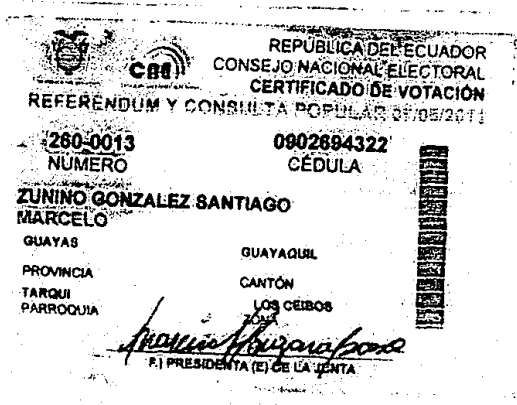 REPÚBLICA DEL ECUADOR
CNE CONSEJO NACIONAL ELECTORAL
CERTIFICADO DE VOTACIÓN
REFERENDUM Y CONSULTA POPULAR 07/05/2011
260-0013 0902694322
NÚMERO CÉDULA
ZUNINO GONZALEZ SANTIAGO
MARCELO
GUAYAS GUAYAQUIL
PROVINCIA CANTÓN
TARQUI LOS CEIBOS
PARROQUIA ZONA
F.) PRESIDENTA (E) DE LA JUNTA